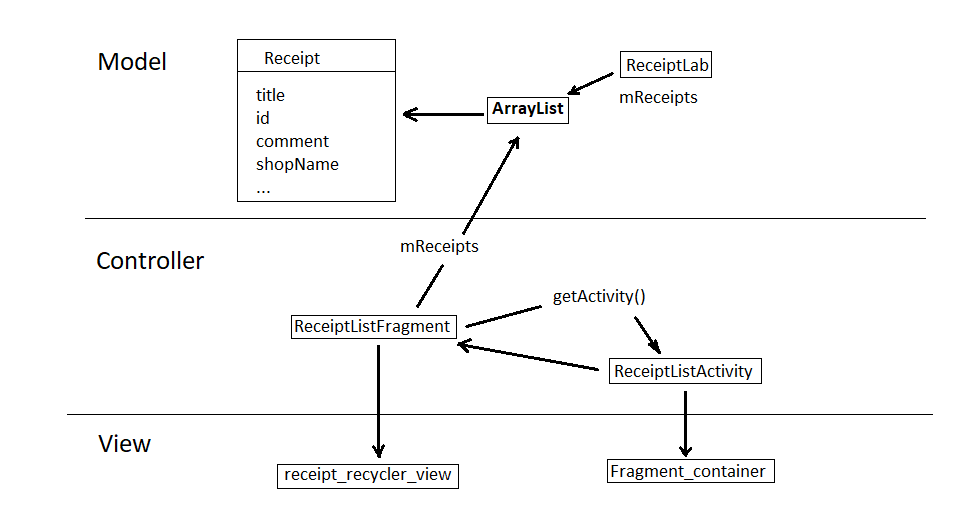 Model
Receipt
title
id
comment
shopName
...
ArrayList
ReceiptLab
mReceipts
Controller
mReceipts
getActivity()
ReceiptListFragment
ReceiptListActivity
View
receipt_recycler_view
Fragment_container